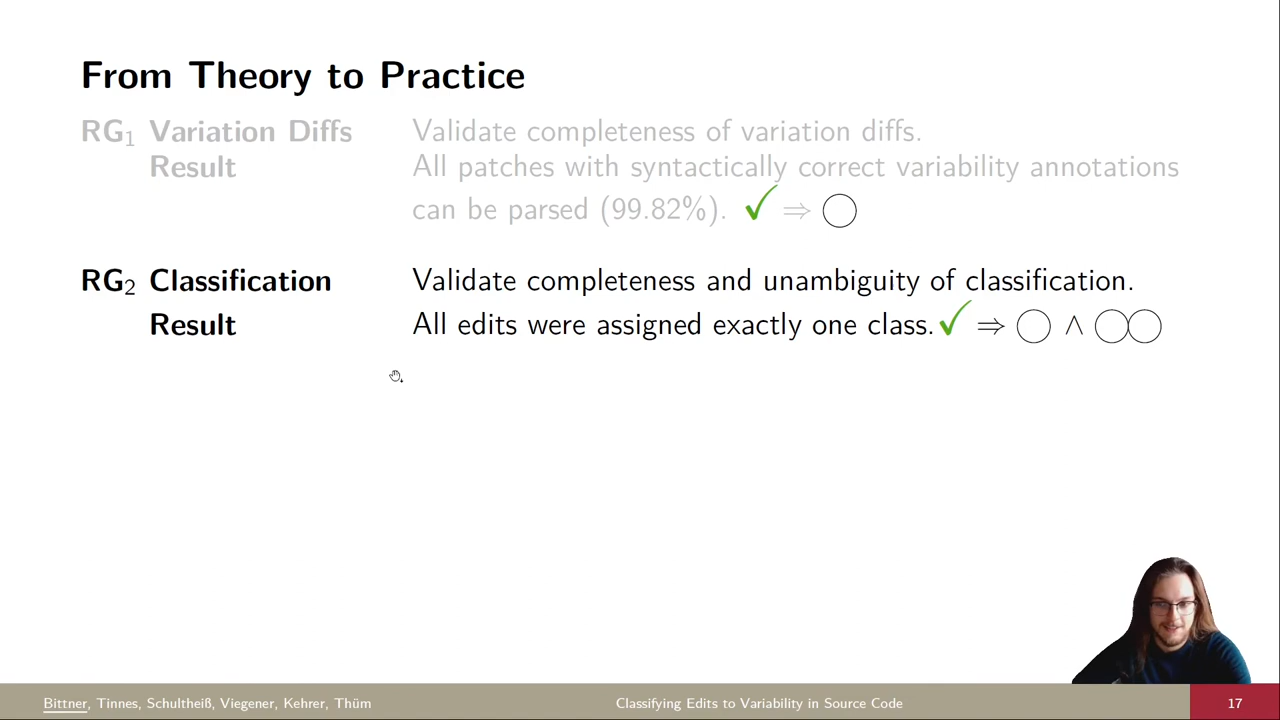 From Theory to Practice
RG₁ Variation Diffs Validate completeness of variation diffs.
Result All patches with syntactically correct variability annotations
can be parsed (99.82%). ✓ ⇒ ◯
RG₂ Classification Validate completeness and unambiguity of classification.
Result All edits were assigned exactly one class. ✓ ⇒ ◯ ∧ ◯◯
Bittner, Tinnes, Schultheiß, Viegener, Kehrer, Thüm Classifying Edits to Variability in Source Code 17